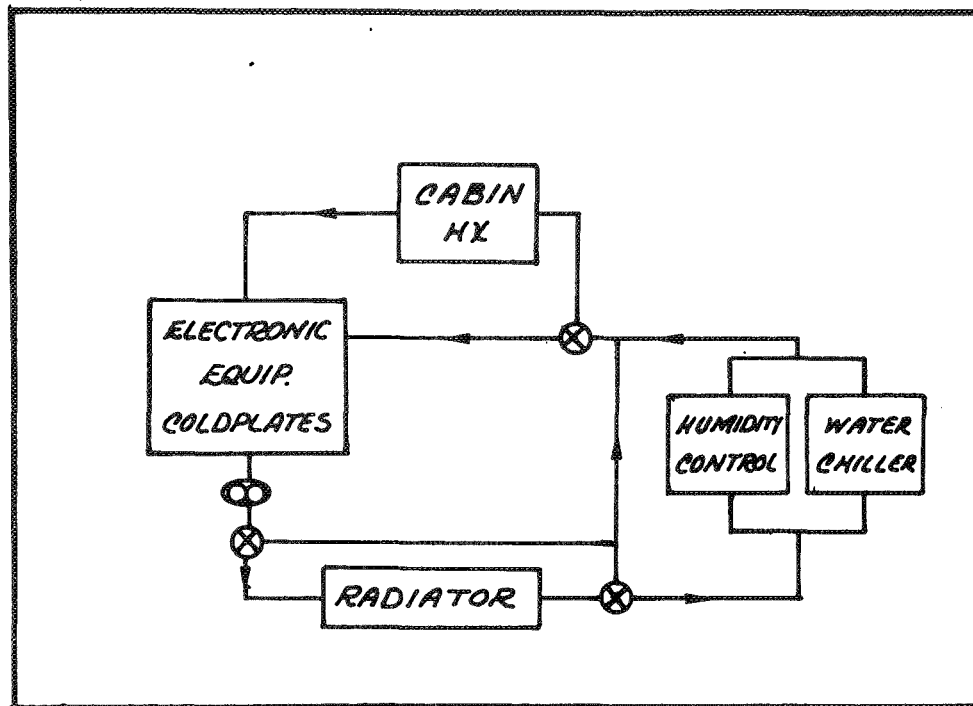 CABIN
HX
ELECTRONIC
EQUIP.
COLDPLATES
HUMIDITY
CONTROL
WATER
CHILLER
RADIATOR